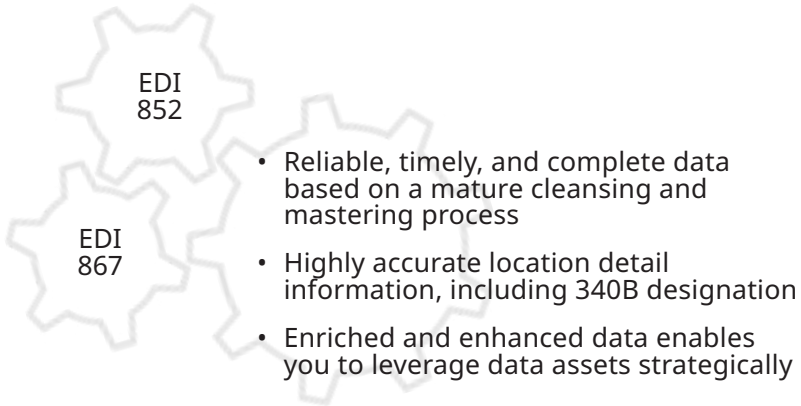 EDI
852
EDI
867
• Reliable, timely, and complete data
based on a mature cleansing and
mastering process
• Highly accurate location detail
information, including 340B designation
• Enriched and enhanced data enables
you to leverage data assets strategically